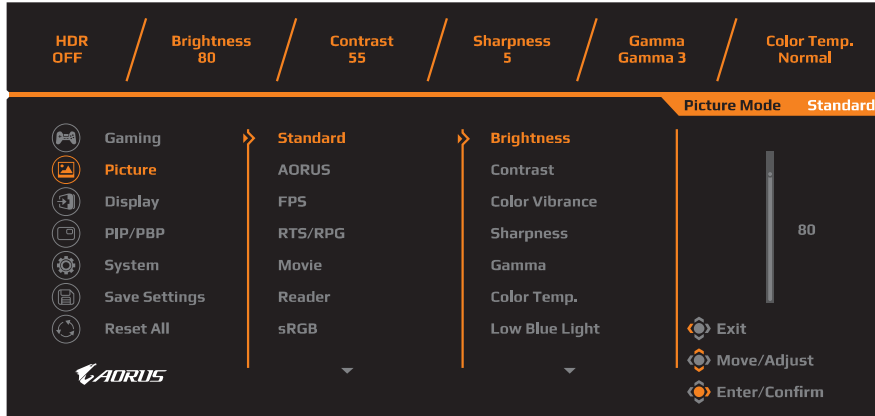 HDR
OFF
Brightness
80
Contrast
55
Sharpness
5
Gamma
Gamma 3
Color Temp.
Normal
Picture Mode Standard
Gaming
Picture
Display
PIP/PBP
System
Save Settings
Reset All
Standard
AORUS
FPS
RTS/RPG
Movie
Reader
sRGB
Brightness
Contrast
Color Vibrance
Sharpness
Gamma
Color Temp.
Low Blue Light
80
Exit
Move/Adjust
Enter/Confirm
AORUS